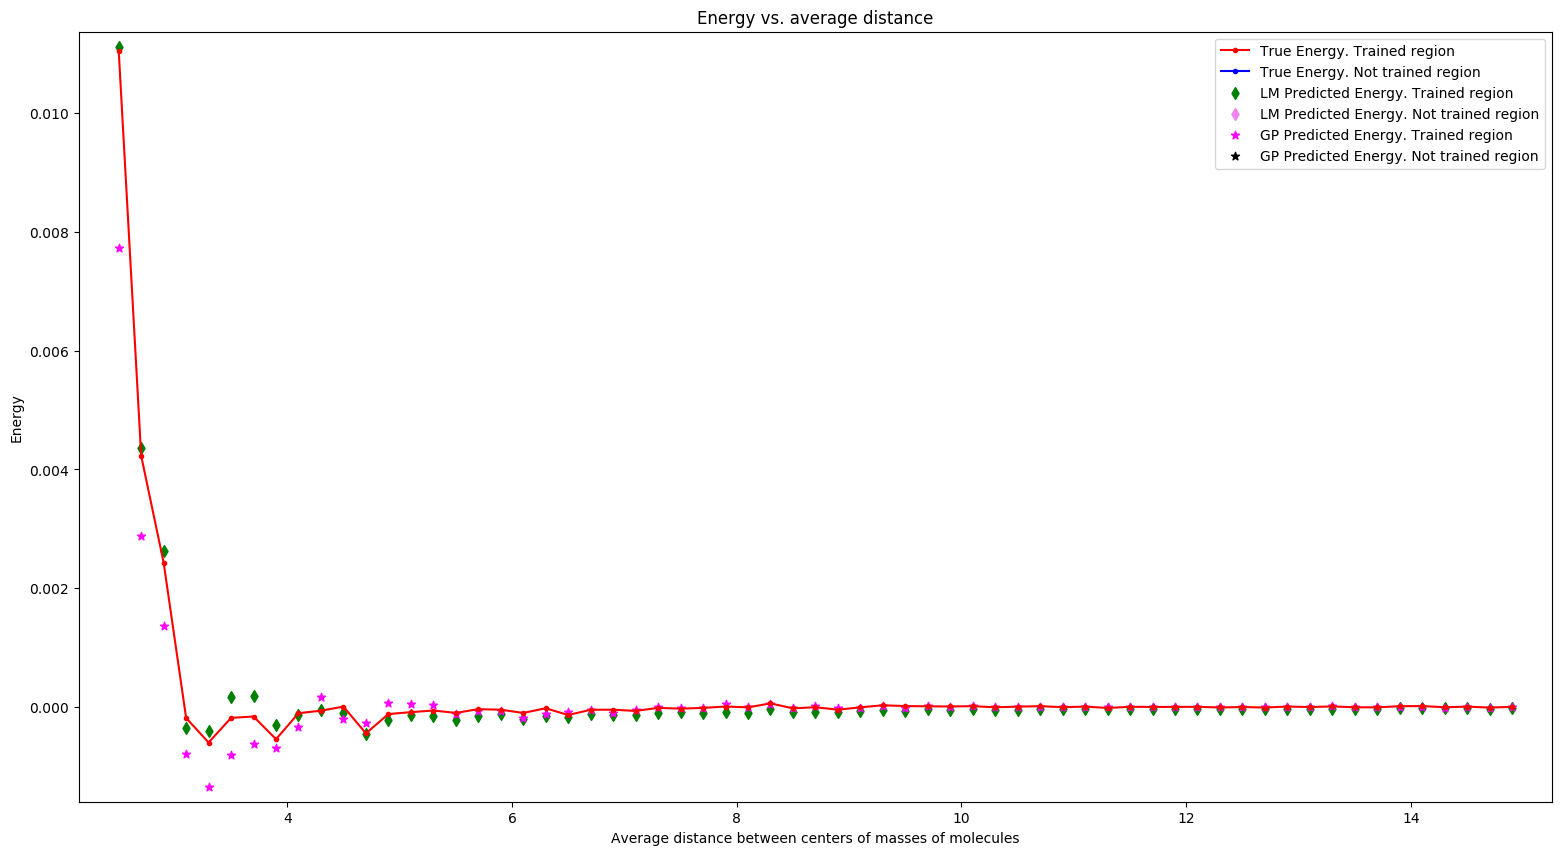 Energy vs. average distance
True Energy. Trained region
True Energy. Not trained region
LM Predicted Energy. Trained region
LM Predicted Energy. Not trained region
GP Predicted Energy. Trained region
GP Predicted Energy. Not trained region
Energy
0.010
0.008
0.006
0.004
0.002
0.000
4 6 8 10 12 14
Average distance between centers of masses of molecules